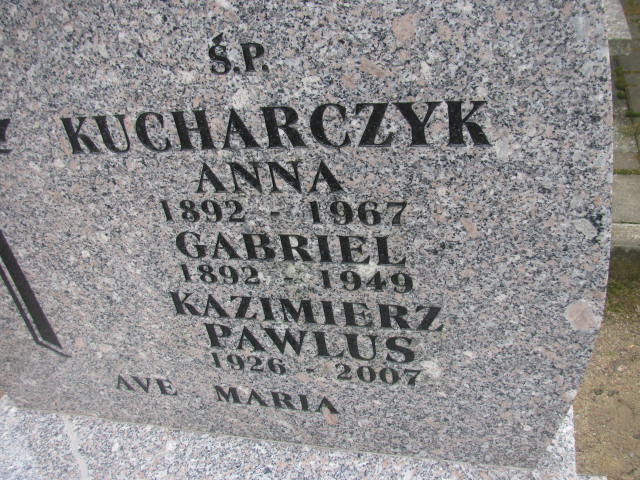 Ś.P.
KUCHARCZYK
ANNA
1892 - 1967
GABRIEL
1892 - 1949
KAZIMIERZ
PAWLUS
1926 - 2007
AVE MARIA